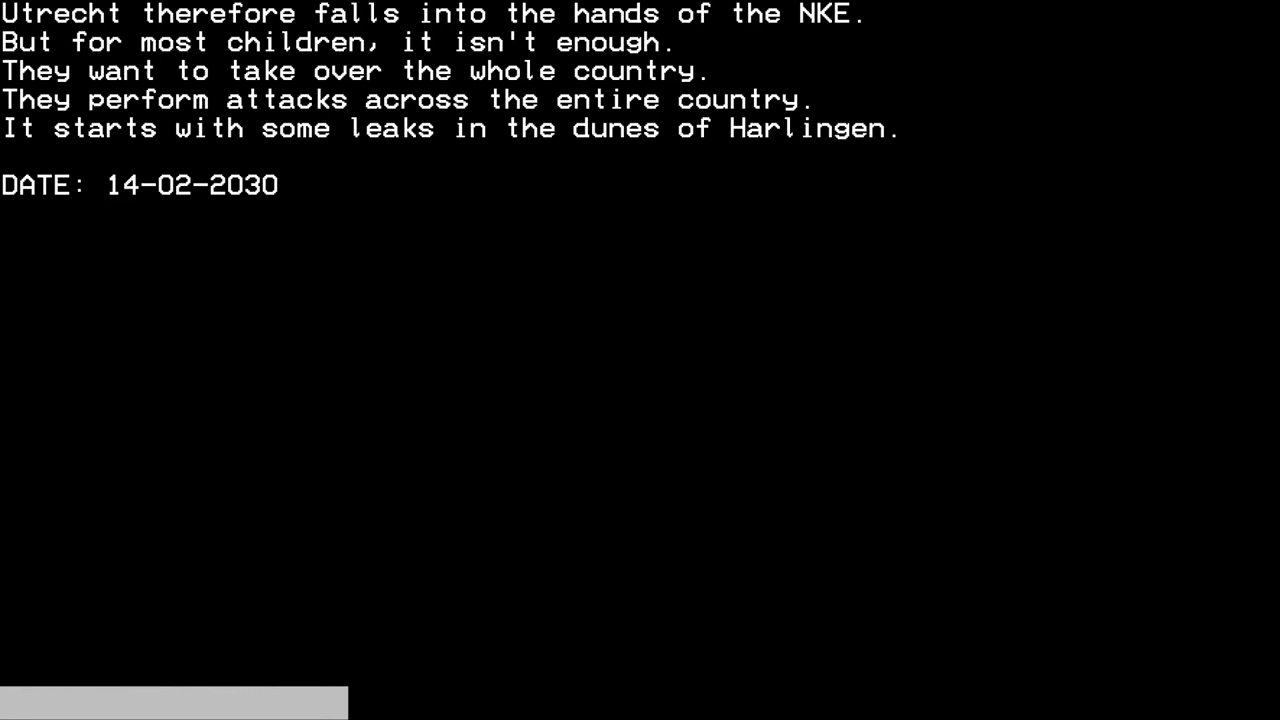 Utrecht therefore falls into the hands of the NKE.
But for most children, it isn't enough.
They want to take over the whole country.
They perform attacks across the entire country.
It starts with some leaks in the dunes of Harlingen.
DATE: 14-02-2030